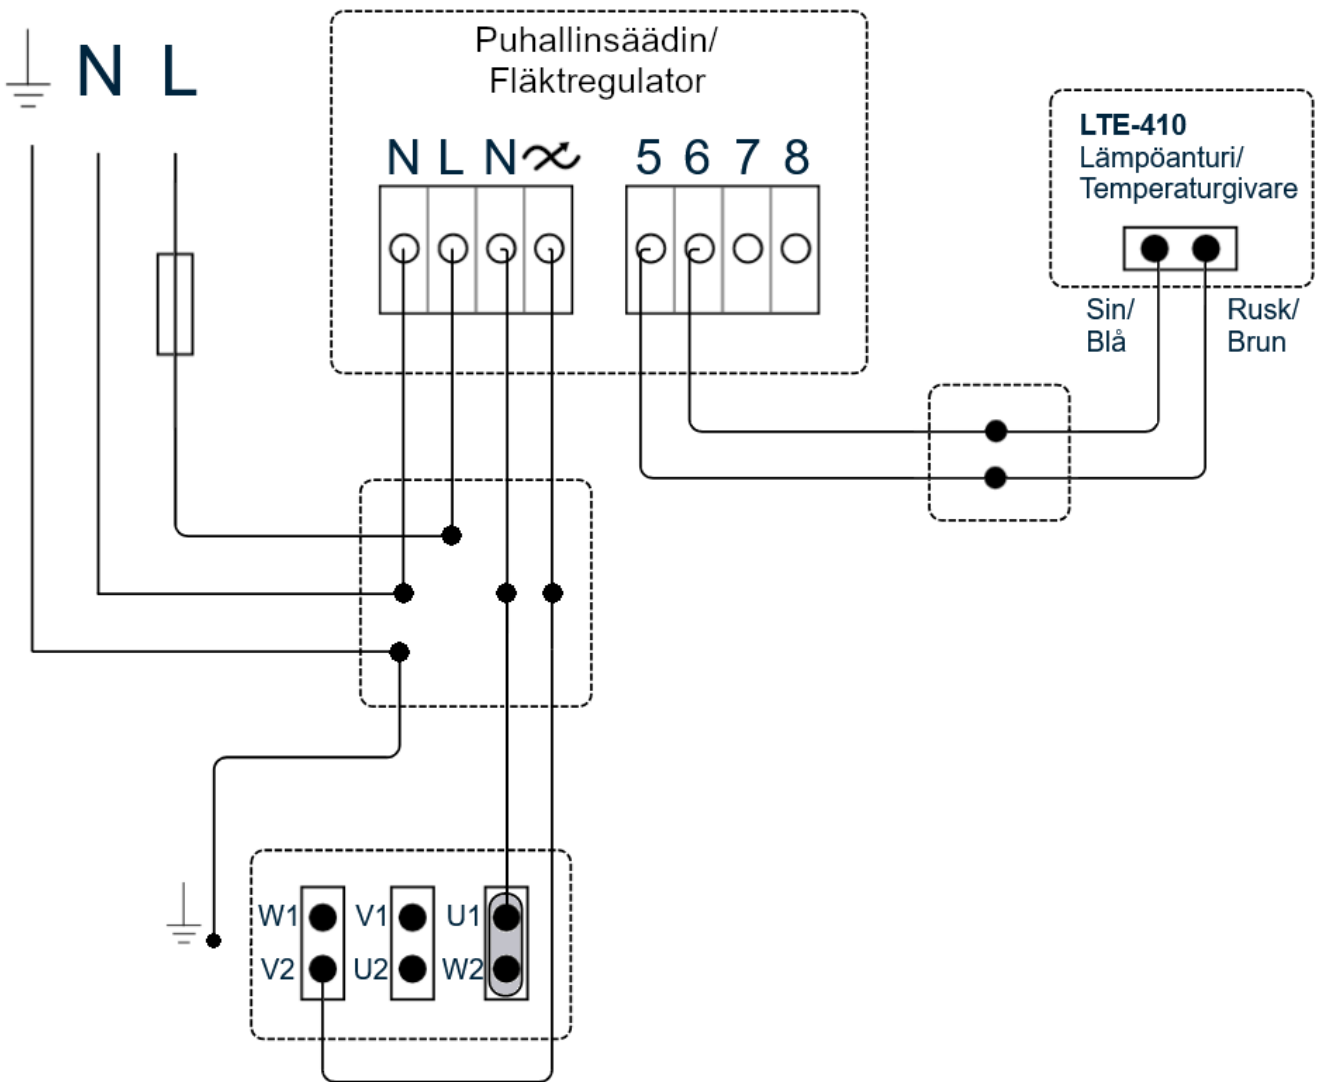 N L
Puhallinsäädin/
Fläktregulator
N L N
5 6 7 8
LTE-410
Lämpöanturi/
Temperaturgivare
Sin/
Blå
Rusk/
Brun
W1 V1 U1
V2 U2 W2